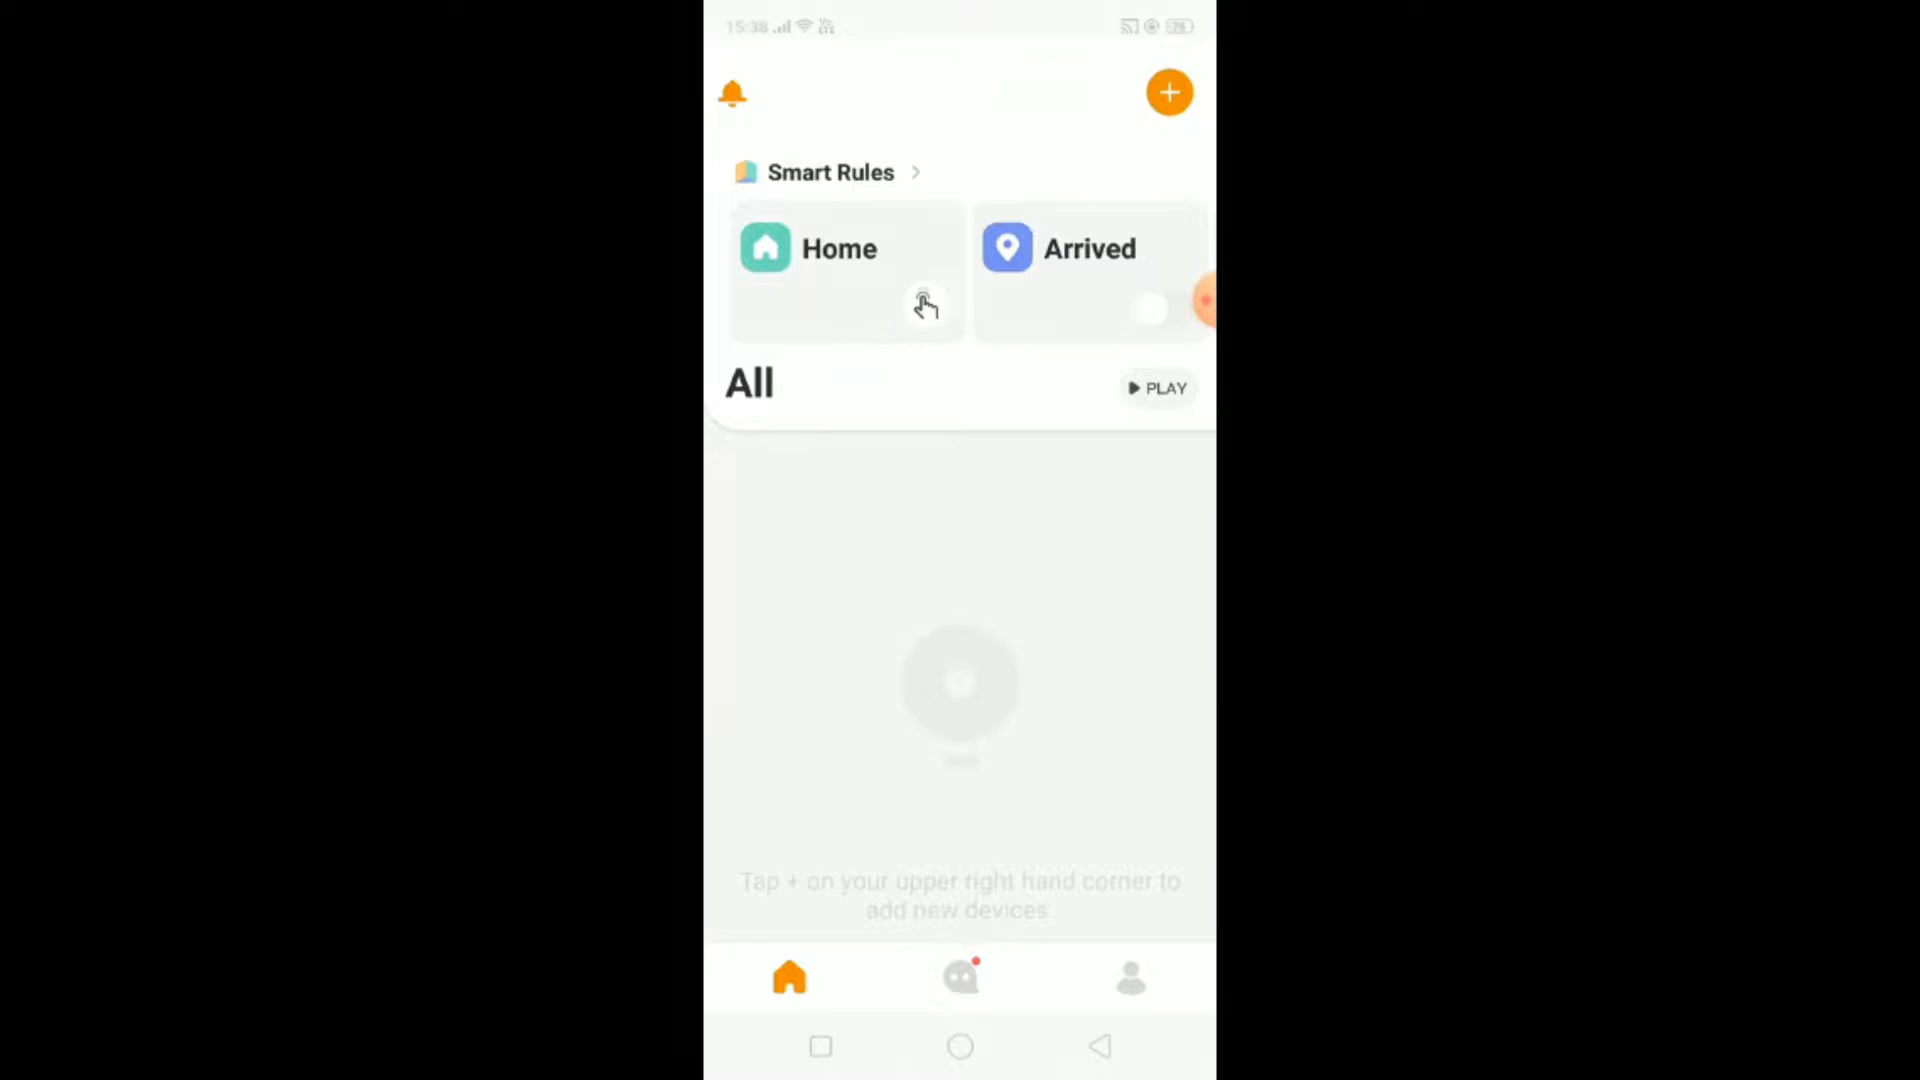 15:38
76
Smart Rules
Home
Arrived
All
PLAY
Tap + on your upper right hand corner to
add new devices.